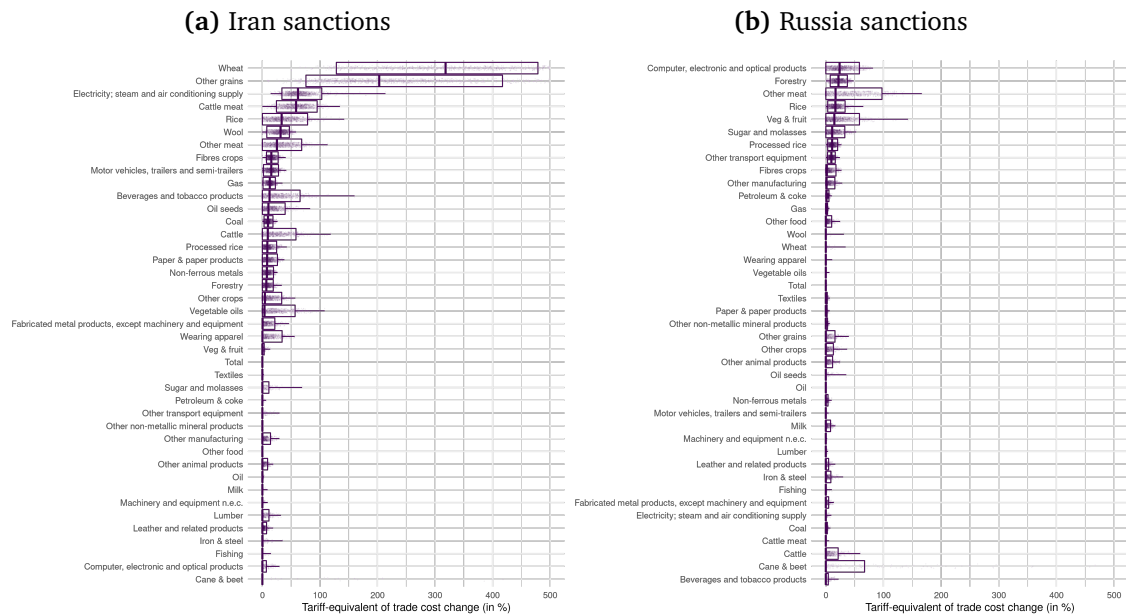 (a) Iran sanctions
Wheat
Other grains
Electricity; steam and air conditioning supply
Cattle meat
Rice
Wool
Other meat
Fibres crops
Motor vehicles, trailers and semi-trailers
Gas
Beverages and tobacco products
Oil seeds
Coal
Cattle
Processed rice
Paper & paper products
Non-ferrous metals
Forestry
Other crops
Vegetable oils
Fabricated metal products, except machinery and equipment
Wearing apparel
Veg & fruit
Total
Textiles
Sugar and molasses
Petroleum & coke
Other transport equipment
Other non-metallic mineral products
Other manufacturing
Other food
Other animal products
Oil
Milk
Machinery and equipment n.e.c.
Lumber
Leather and related products
Iron & steel
Fishing
Computer, electronic and optical products
Cane & beet
0 100 200 300 400 500
Tariff-equivalent of trade cost change (in %)
(b) Russia sanctions
Computer, electronic and optical products
Forestry
Other meat
Rice
Veg & fruit
Sugar and molasses
Processed rice
Other transport equipment
Fibres crops
Other manufacturing
Petroleum & coke
Gas
Other food
Wool
Wheat
Wearing apparel
Vegetable oils
Total
Textiles
Paper & paper products
Other non-metallic mineral products
Other grains
Other crops
Other animal products
Oil seeds
Oil
Non-ferrous metals
Motor vehicles, trailers and semi-trailers
Milk
Machinery and equipment n.e.c.
Lumber
Leather and related products
Iron & steel
Fishing
Fabricated metal products, except machinery and equipment
Electricity; steam and air conditioning supply
Coal
Cattle meat
Cattle
Cane & beet
Beverages and tobacco products
0 100 200 300 400 500
Tariff-equivalent of trade cost change (in %)